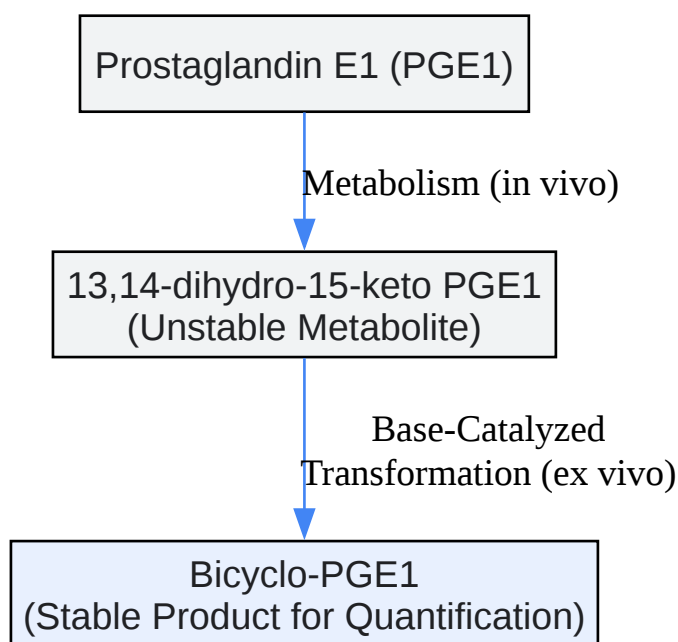 Prostaglandin E1 (PGE1)
Metabolism (in vivo)
13,14-dihydro-15-keto PGE1
(Unstable Metabolite)
Base-Catalyzed
Transformation (ex vivo)
Bicyclo-PGE1
(Stable Product for Quantification)